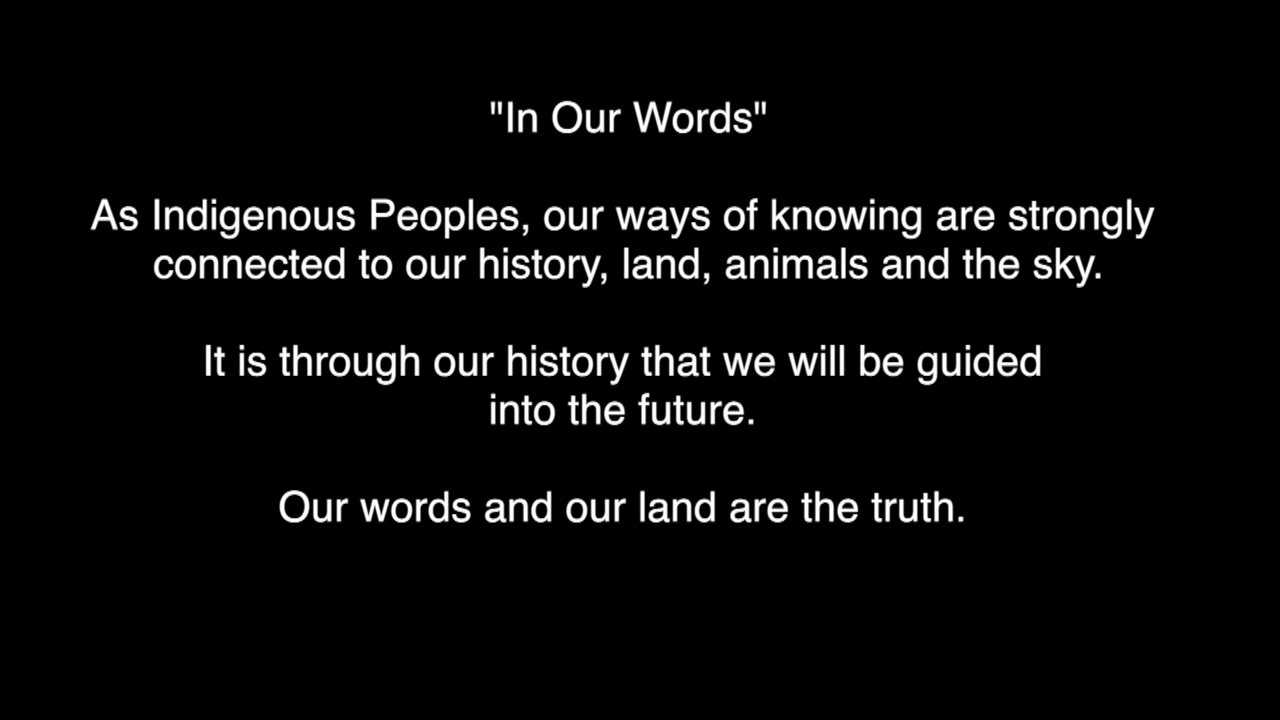 "In Our Words"
As Indigenous Peoples, our ways of knowing are strongly
connected to our history, land, animals and the sky.
It is through our history that we will be guided
into the future.
Our words and our land are the truth.